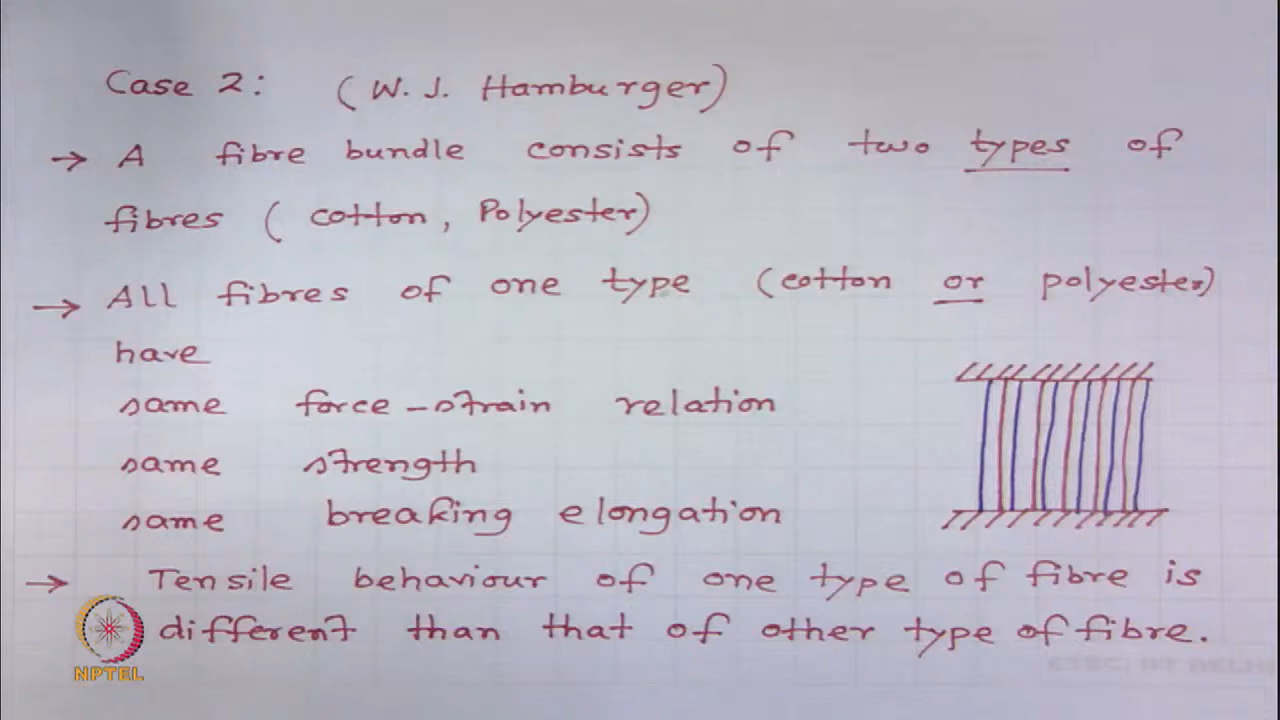 Case 2: (W. J. Hamburger)
→ A fibre bundle consists of two types of
fibres (cotton, Polyester)
→ All fibres of one type (cotton or polyester)
have
same force-strain relation
same strength
same breaking elongation
→ Tensile behaviour of one type of fibre is
different than that of other type of fibre.
NPTEL